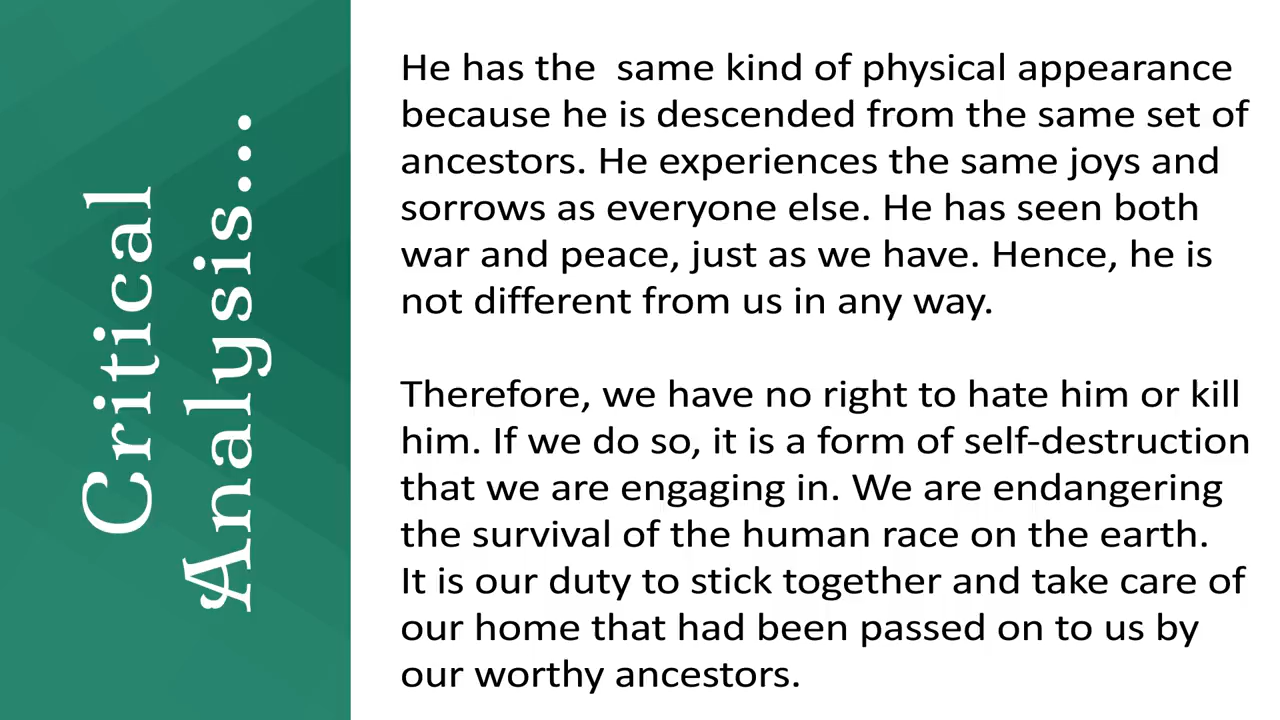 Critical
Analysis...
He has the  same kind of physical appearance
because he is descended from the same set of
ancestors. He experiences the same joys and
sorrows as everyone else. He has seen both
war and peace, just as we have. Hence, he is
not different from us in any way.
Therefore, we have no right to hate him or kill
him. If we do so, it is a form of self-destruction
that we are engaging in. We are endangering
the survival of the human race on the earth.
It is our duty to stick together and take care of
our home that had been passed on to us by
our worthy ancestors.